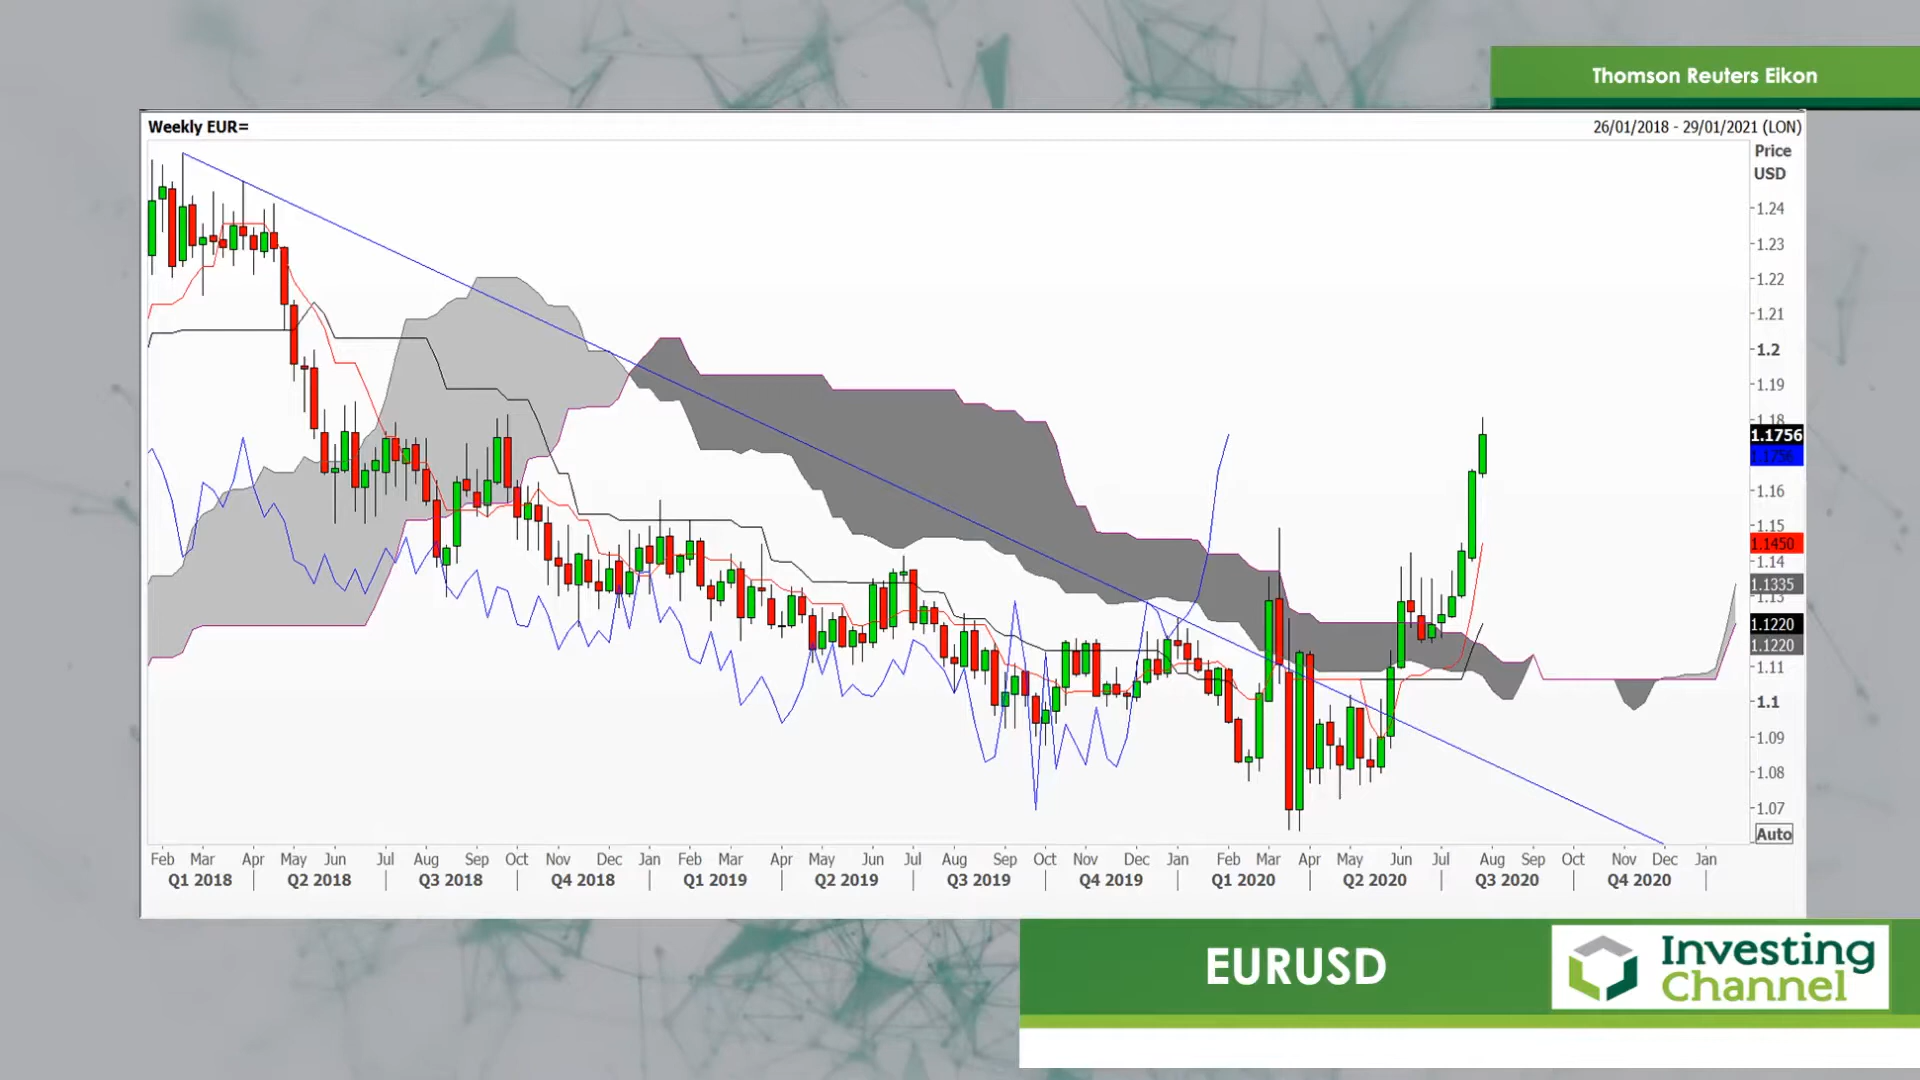 Thomson Reuters Eikon
Weekly EUR=
26/01/2018 - 29/01/2021 (LON)
Price
USD
1.24
1.23
1.22
1.21
1.2
1.19
1.18
1.1756
1.1756
1.16
1.15
1.1450
1.14
1.1335
1.13
1.1220
1.1220
1.11
1.1
1.09
1.08
1.07
Auto
Feb Mar Apr May Jun Jul Aug Sep Oct Nov Dec Jan Feb Mar Apr May Jun Jul Aug Sep Oct Nov Dec Jan Feb Mar Apr May Jun Jul Aug Sep Oct Nov Dec Jan
Q1 2018 Q2 2018 Q3 2018 Q4 2018 Q1 2019 Q2 2019 Q3 2019 Q4 2019 Q1 2020 Q2 2020 Q3 2020 Q4 2020
EURUSD
Investing
Channel